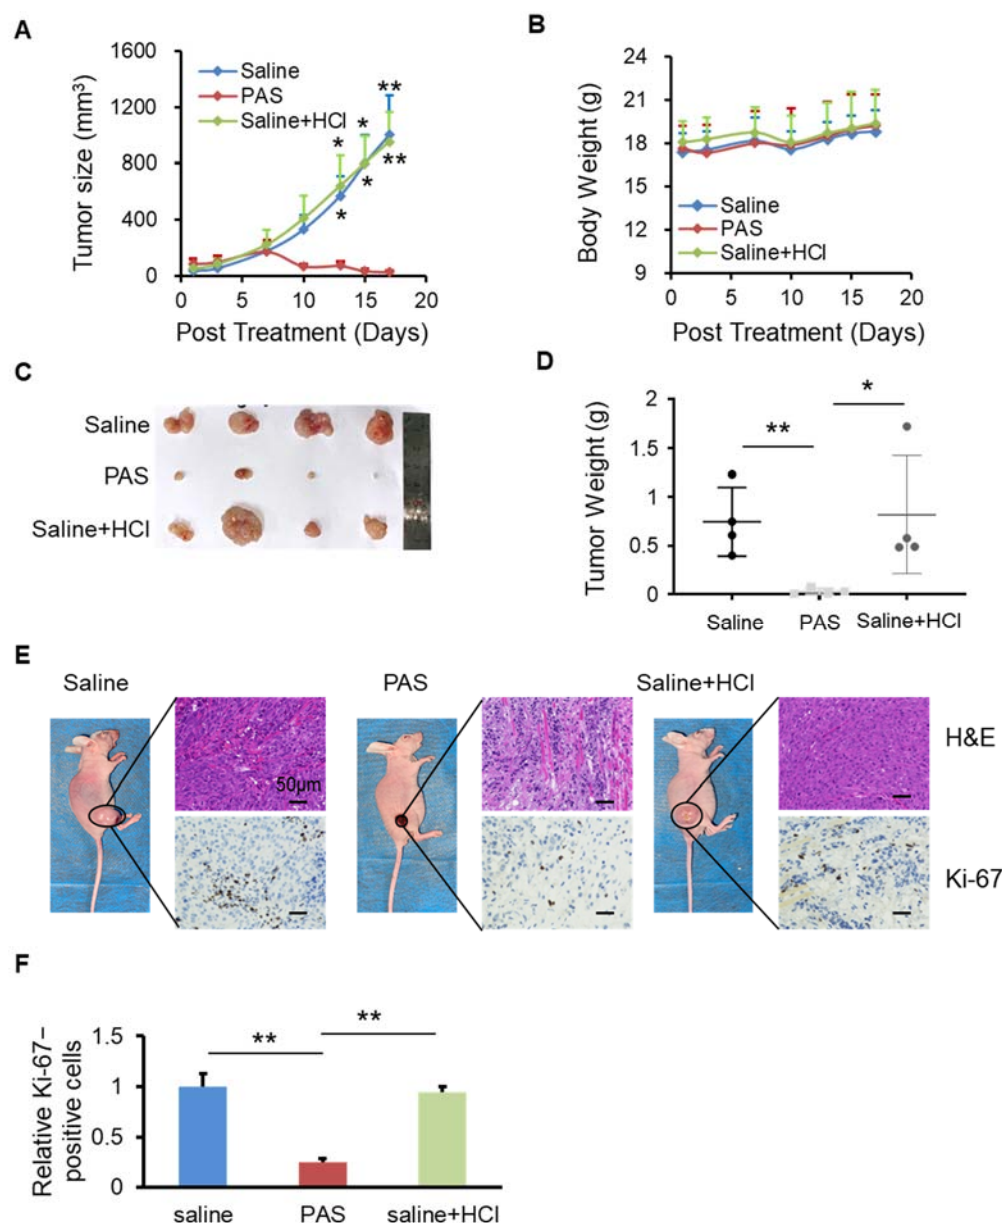 A
Tumor size (mm³)
1600
1200
800
400
0
0 5 10 15 20
Post Treatment (Days)
Saline
PAS
Saline+HCl
* * **
* * **
B
Body Weight (g)
24
21
18
15
12
9
0 5 10 15 20
Post Treatment (Days)
Saline
PAS
Saline+HCl
C
Saline
PAS
Saline+HCl
D
Tumor Weight (g)
2
1
0.5
0
1
** *
Saline PAS Saline+HCl
E
Saline PAS Saline+HCl
50μm
H&E
Ki-67
F
Relative Ki-67–
positive cells
1.5
1
0.5
0
** **
saline PAS saline+HCl